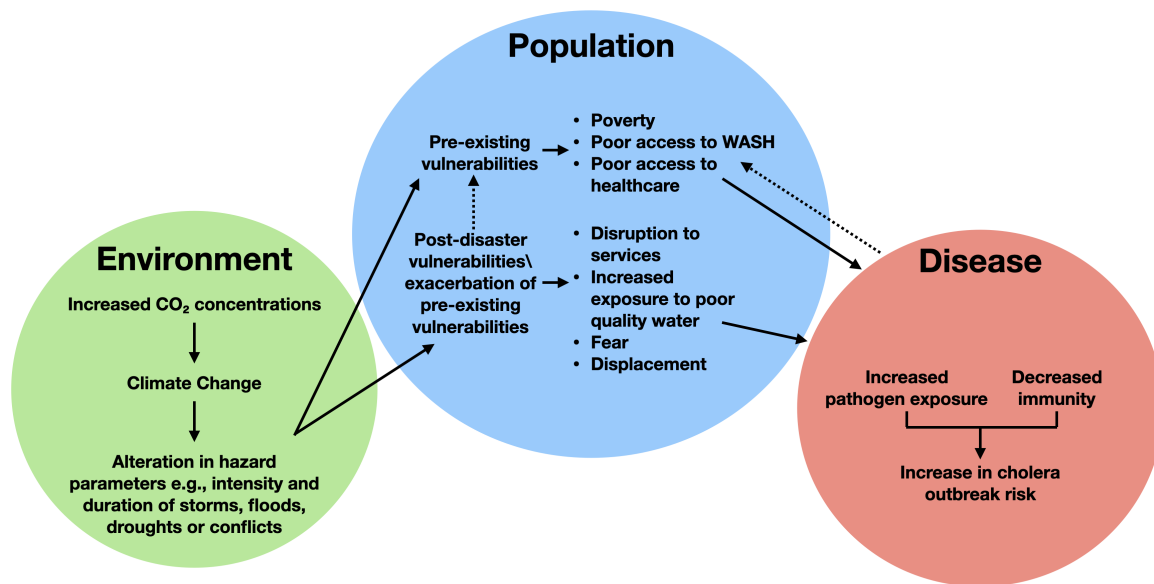 Population
• Poverty
• Poor access to WASH
• Poor access to
healthcare
Pre-existing
vulnerabilities
Post-disaster
vulnerabilities\
exacerbation of
pre-existing
vulnerabilities
• Disruption to
services
• Increased
exposure to poor
quality water
• Fear
• Displacement
Environment
Increased CO₂ concentrations
Climate Change
Alteration in hazard
parameters e.g., intensity and
duration of storms, floods,
droughts or conflicts
Disease
Increased
pathogen exposure
Decreased
immunity
Increase in cholera
outbreak risk